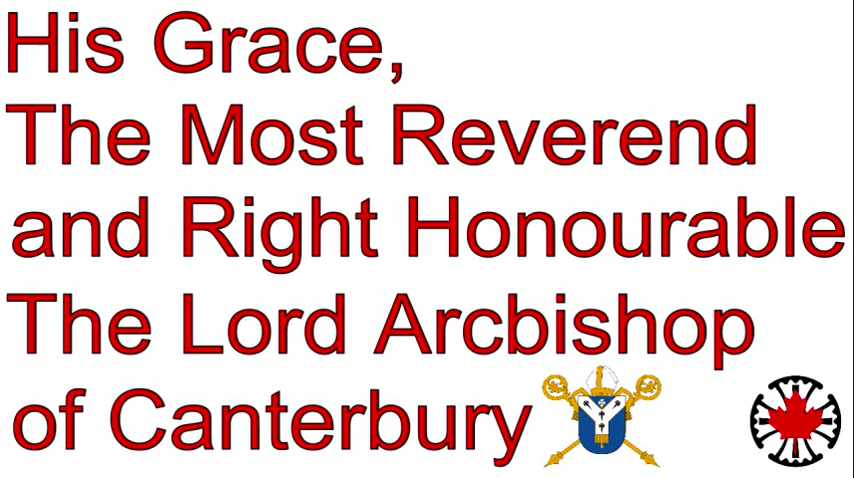 His Grace,
The Most Reverend
and Right Honourable
The Lord Arcbishop
of Canterbury